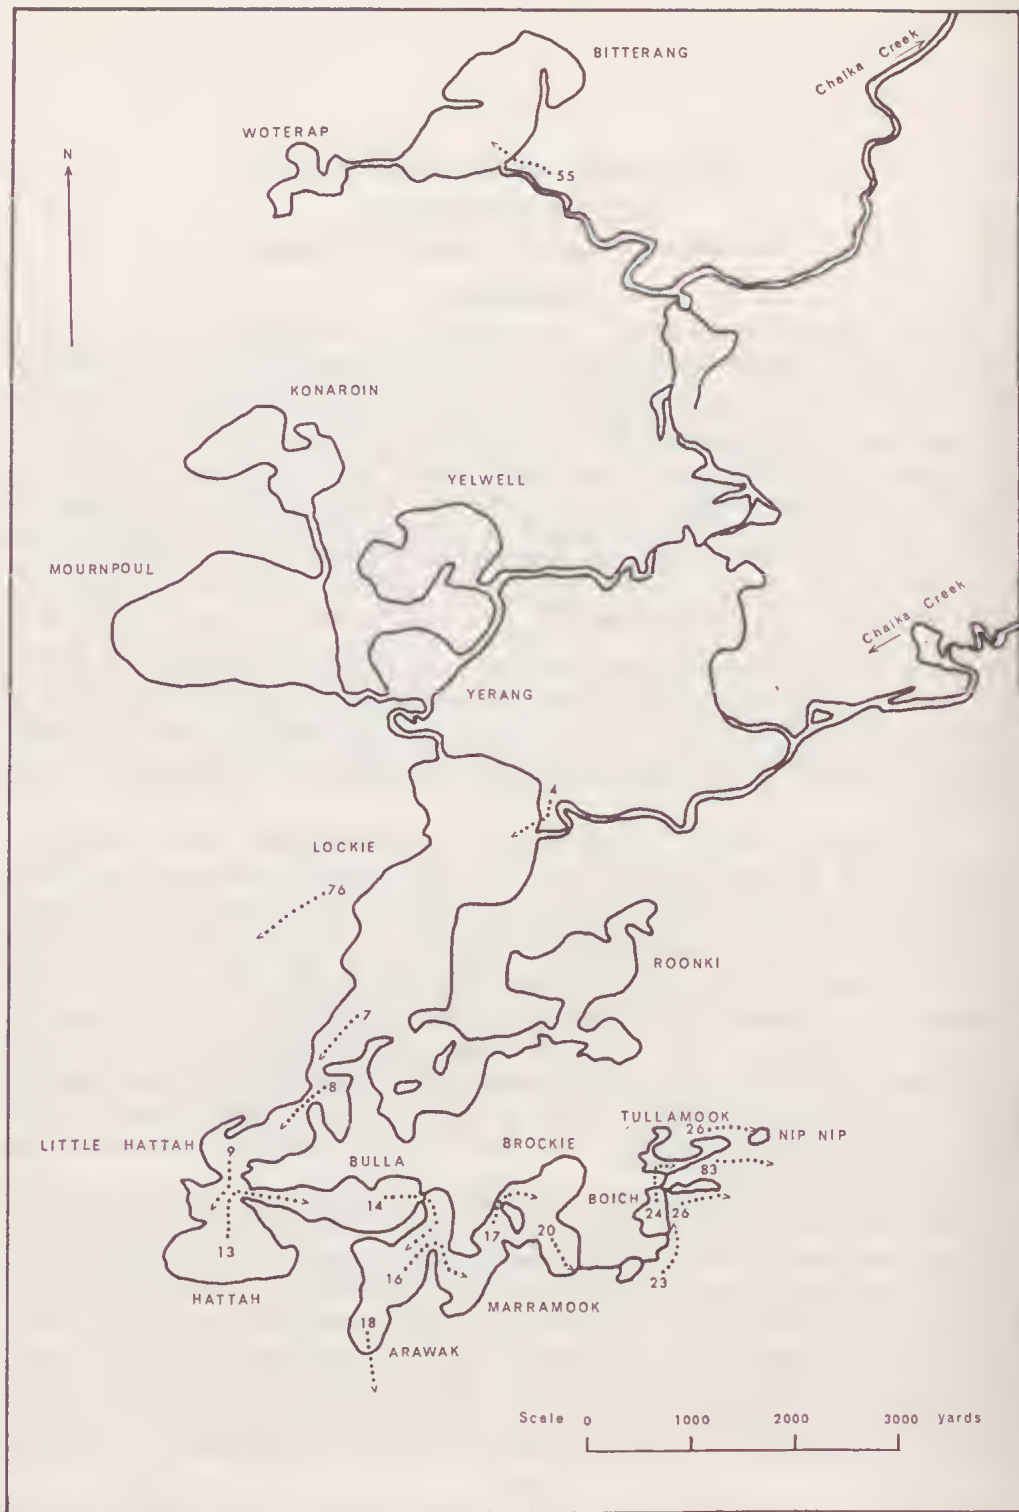 BITTERANG
Chalka Creek
WOTERAP
N
55
KONAROIN
YELWELL
MOURNPOUL
Chalka Creek
YERANG
4
LOCKIE
76
ROONKI
7
8
TULLAMOOK
26
NIP NIP
LITTLE HATTAH
9
BROCKIE
BULLA
83
BOICH
14
24
26
17
20
13
16
23
HATTAH
MARRAMOOK
18
ARAWAK
Scale 0 1000 2000 3000 yards